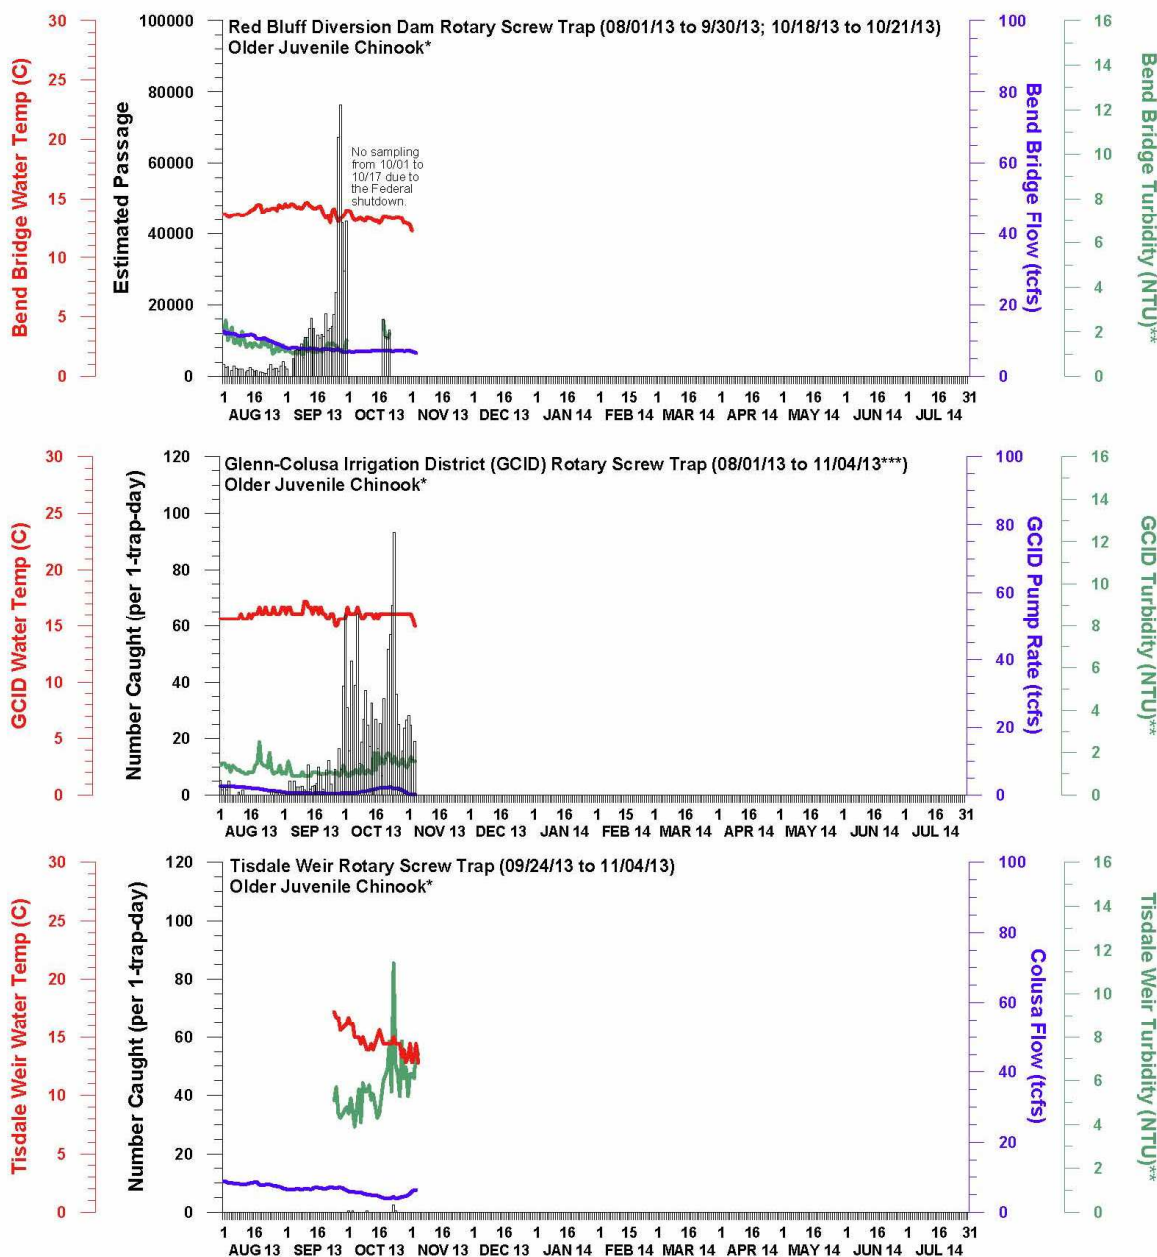 Red Bluff Diversion Dam Rotary Screw Trap (08/01/13 to 9/30/13; 10/18/13 to 10/21/13)
Older Juvenile Chinook*
Bend Bridge Water Temp (C)
30
25
20
15
10
5
0
Estimated Passage
100000
80000
60000
40000
20000
0
No sampling
from 10/01 to
10/17 due to
the Federal
shutdown.
Bend Bridge Flow (tcfs)
100
80
60
40
20
0
Bend Bridge Turbidity (NTU)**
16
14
12
10
8
6
4
2
0
1 16 1 16 1 16 1 16 1 16 1 16 1 15 1 16 1 16 1 16 1 16 1 16 31
AUG 13 SEP 13 OCT 13 NOV 13 DEC 13 JAN 14 FEB 14 MAR 14 APR 14 MAY 14 JUN 14 JUL 14
Glenn-Colusa Irrigation District (GCID) Rotary Screw Trap (08/01/13 to 11/04/13***)
Older Juvenile Chinook*
GCID Water Temp (C)
30
25
20
15
10
5
0
Number Caught (per 1-trap-day)
120
100
80
60
40
20
0
GCID Pump Rate (tcfs)
100
80
60
40
20
0
GCID Turbidity (NTU)**
16
14
12
10
8
6
4
2
0
1 16 1 16 1 16 1 16 1 16 1 16 1 15 1 16 1 16 1 16 1 16 1 16 31
AUG 13 SEP 13 OCT 13 NOV 13 DEC 13 JAN 14 FEB 14 MAR 14 APR 14 MAY 14 JUN 14 JUL 14
Tisdale Weir Rotary Screw Trap (09/24/13 to 11/04/13)
Older Juvenile Chinook*
Tisdale Weir Water Temp (C)
30
25
20
15
10
5
0
Number Caught (per 1-trap-day)
120
100
80
60
40
20
0
Colusa Flow (tcfs)
100
80
60
40
20
0
Tisdale Weir Turbidity (NTU)**
16
14
12
10
8
6
4
2
0
1 16 1 16 1 16 1 16 1 16 1 16 1 15 1 16 1 16 1 16 1 16 1 16 31
AUG 13 SEP 13 OCT 13 NOV 13 DEC 13 JAN 14 FEB 14 MAR 14 APR 14 MAY 14 JUN 14 JUL 14